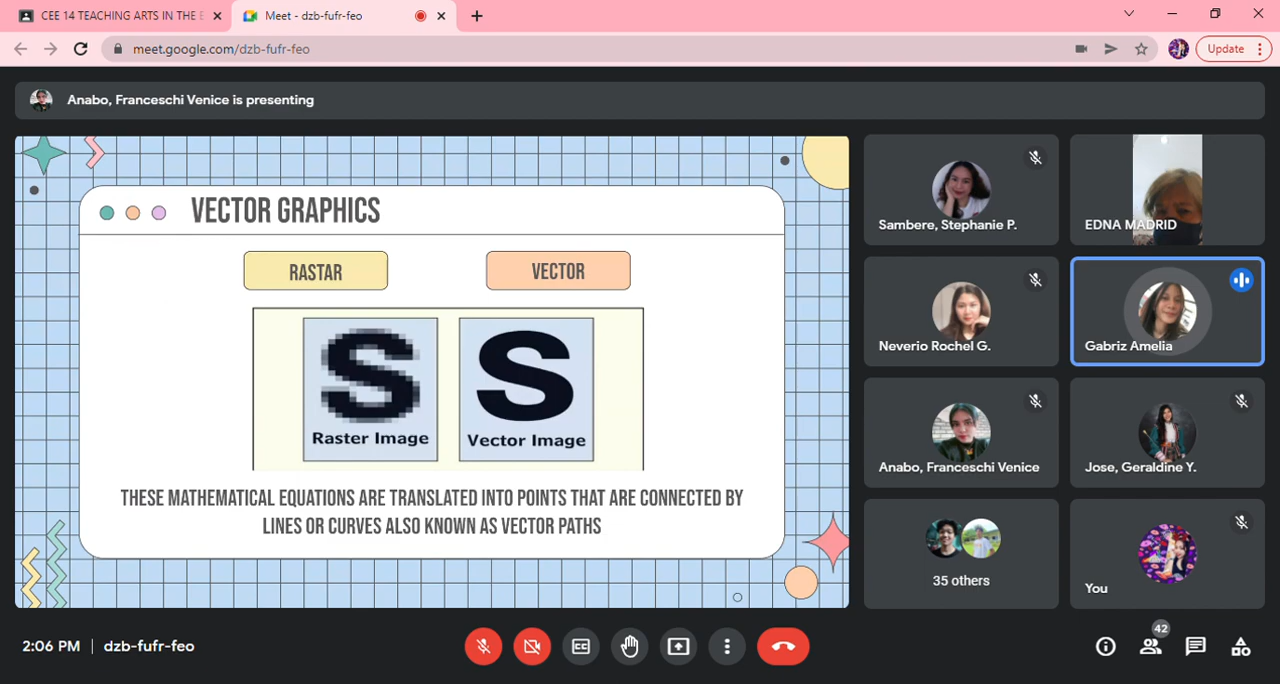 CEE 14 TEACHING ARTS IN THE E
Meet - dzb-fufr-feo
meet.google.com/dzb-fufr-feo
Update
Anabo, Franceschi Venice is presenting
VECTOR GRAPHICS
RASTAR
VECTOR
S
S
Raster Image
Vector Image
THESE MATHEMATICAL EQUATIONS ARE TRANSLATED INTO POINTS THAT ARE CONNECTED BY
LINES OR CURVES ALSO KNOWN AS VECTOR PATHS
Sambere, Stephanie P.
EDNA MADRID
Neverio Rochel G.
Gabriz Amelia
Anabo, Franceschi Venice
Jose, Geraldine Y.
35 others
You
2:06 PM | dzb-fufr-feo
CC
42